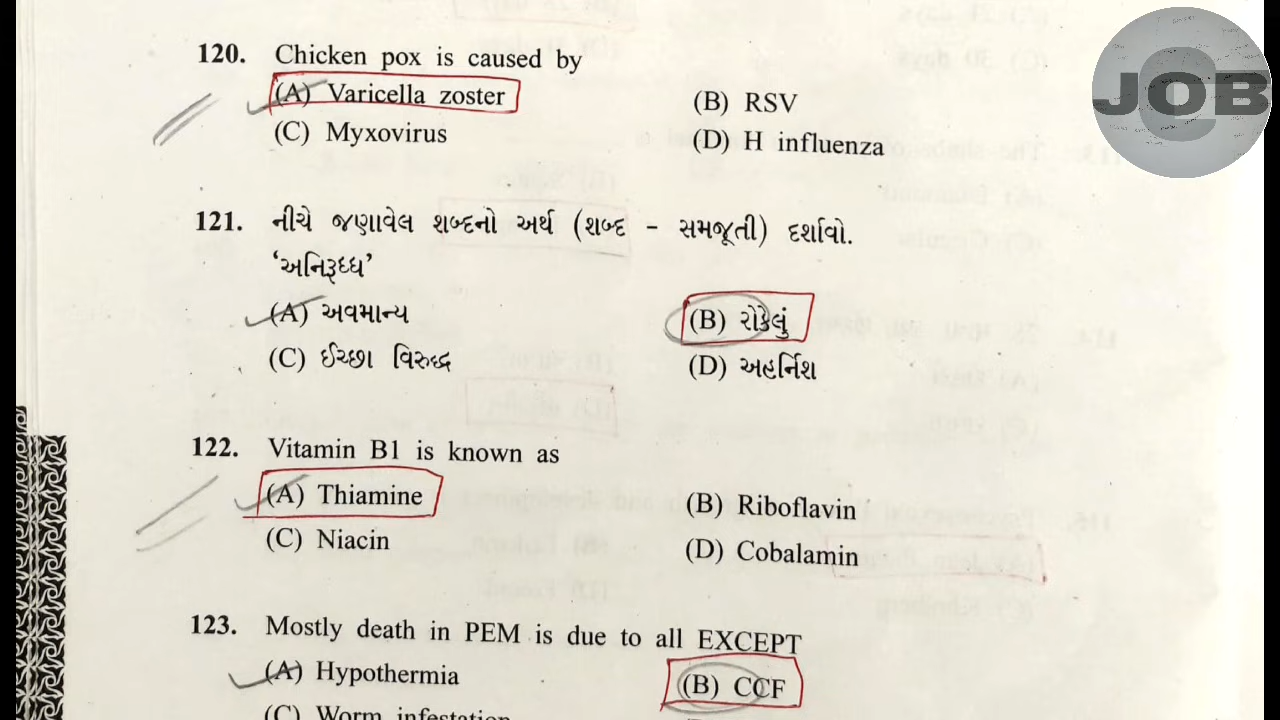 120. Chicken pox is caused by
(A) Varicella zoster (B) RSV
(C) Myxovirus (D) H influenza
121. નીચે જણાવેલ શબ્દનો અર્થ (શબ્દ - સમજૂતી) દર્શાવો.
‘અનિરૂધ્ધ’
(A) અવમાન્ય (B) રોકેલું
(C) ઈચ્છા વિરુદ્ધ (D) અહર્નિશ
122. Vitamin B1 is known as
(A) Thiamine (B) Riboflavin
(C) Niacin (D) Cobalamin
123. Mostly death in PEM is due to all EXCEPT
(A) Hypothermia (B) CCF
(C) Worm infestation
JOB